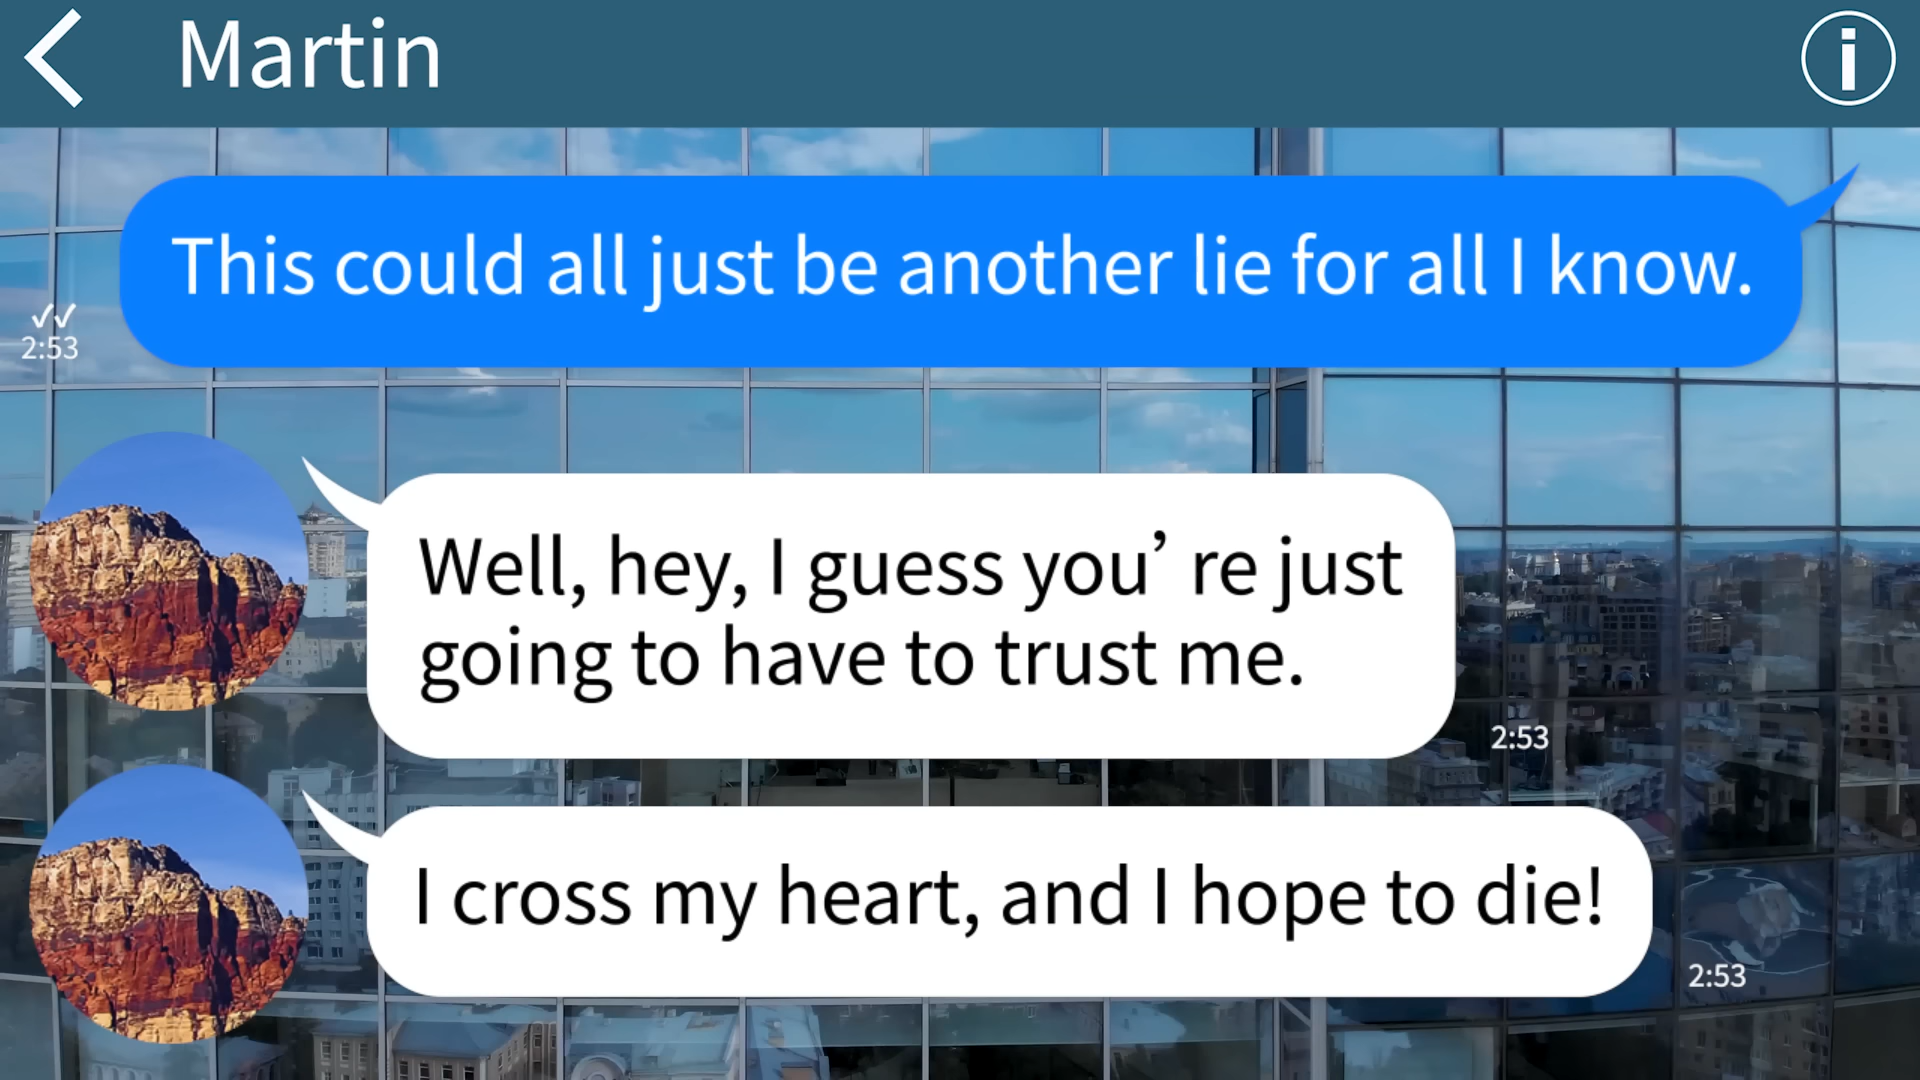 Martin
This could all just be another lie for all I know.
✓✓
2:53
Well, hey, I guess you’ re just
going to have to trust me.
2:53
I cross my heart, and I hope to die!
2:53